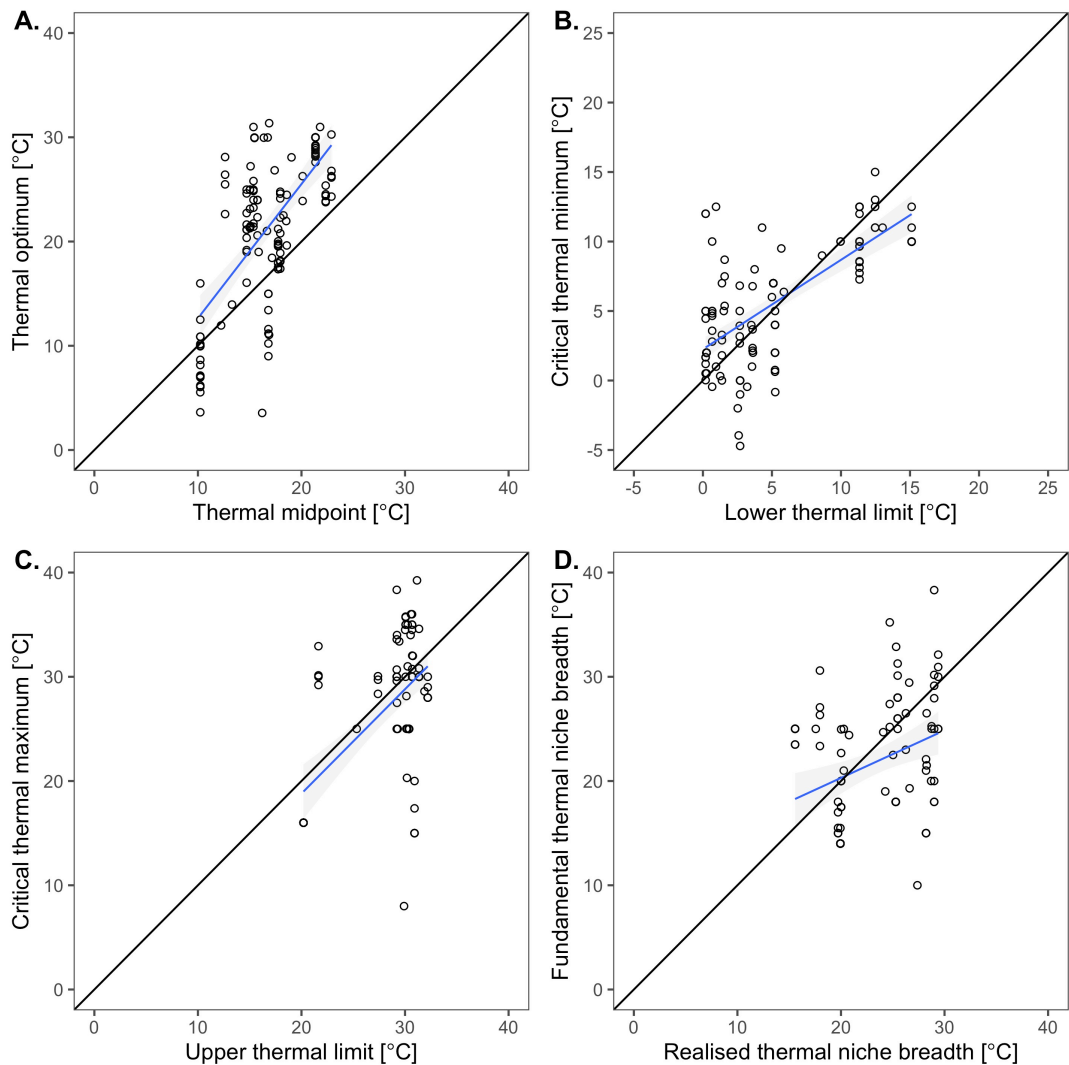 A.
Thermal optimum [°C]
40
30
20
10
0
0 10 20 30 40
Thermal midpoint [°C]
B.
Critical thermal minimum [°C]
25
20
15
10
5
0
-5
-5 0 5 10 15 20 25
Lower thermal limit [°C]
C.
Critical thermal maximum [°C]
40
30
20
10
0
0 10 20 30 40
Upper thermal limit [°C]
D.
Fundamental thermal niche breadth [°C]
40
30
20
10
0
0 10 20 30 40
Realised thermal niche breadth [°C]